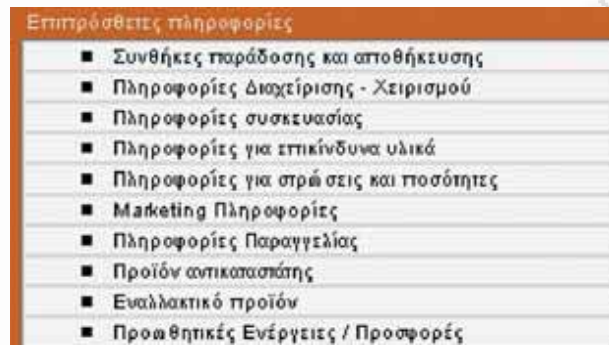 Επιπρόσθετες πληροφορίες
■ Συνθήκες παράδοσης και αποθήκευσης
■ Πληροφορίες Διαχείρισης - Χειρισμού
■ Πληροφορίες συσκευασίας
■ Πληροφορίες για επικίνδυνα υλικά
■ Πληροφορίες για στρώσεις και ποσότητες
■ Marketing Πληροφορίες
■ Πληροφορίες Παραγγελίας
■ Προϊόν αντικαταστάτης
■ Εναλλακτικό προϊόν
■ Προωθητικές Ενέργειες / Προσφορές